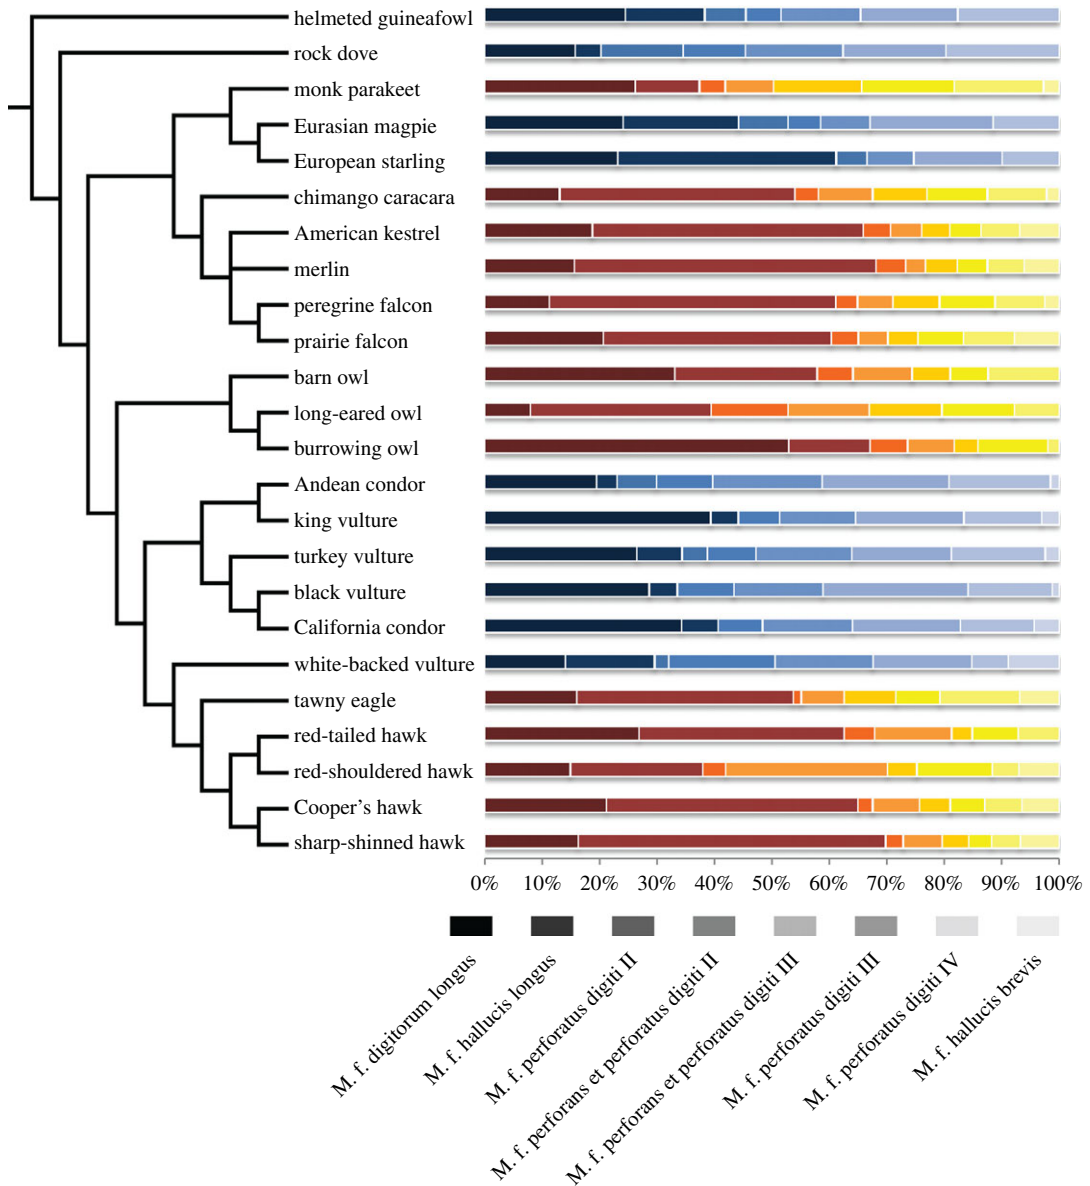 helmeted guineafowl
rock dove
monk parakeet
Eurasian magpie
European starling
chimango caracara
American kestrel
merlin
peregrine falcon
prairie falcon
barn owl
long-eared owl
burrowing owl
Andean condor
king vulture
turkey vulture
black vulture
California condor
white-backed vulture
tawny eagle
red-tailed hawk
red-shouldered hawk
Cooper's hawk
sharp-shinned hawk
0% 10% 20% 30% 40% 50% 60% 70% 80% 90% 100%
M. f. digitorum longus
M. f. hallucis longus
M. f. perforatus digiti II
M. f. perforans et perforatus digiti II
M. f. perforans et perforatus digiti III
M. f. perforatus digiti III
M. f. perforatus digiti IV
M. f. hallucis brevis